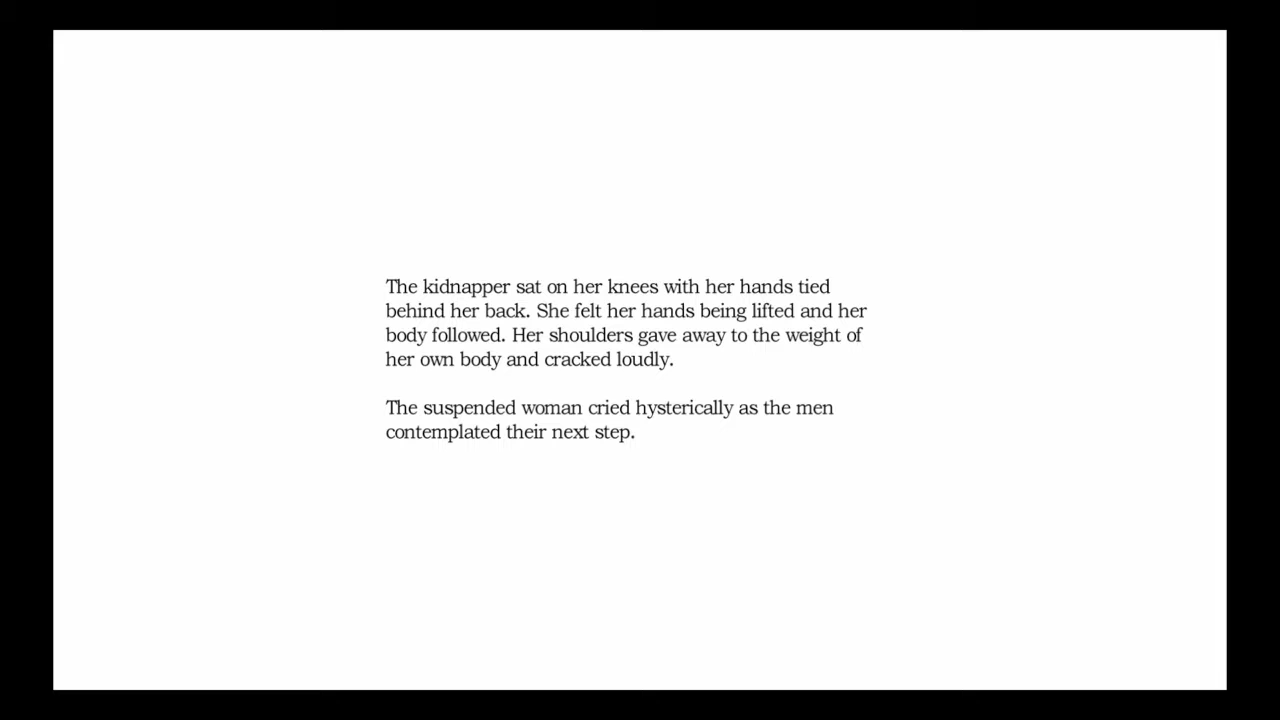 The kidnapper sat on her knees with her hands tied
behind her back. She felt her hands being lifted and her
body followed. Her shoulders gave away to the weight of
her own body and cracked loudly.
The suspended woman cried hysterically as the men
contemplated their next step.